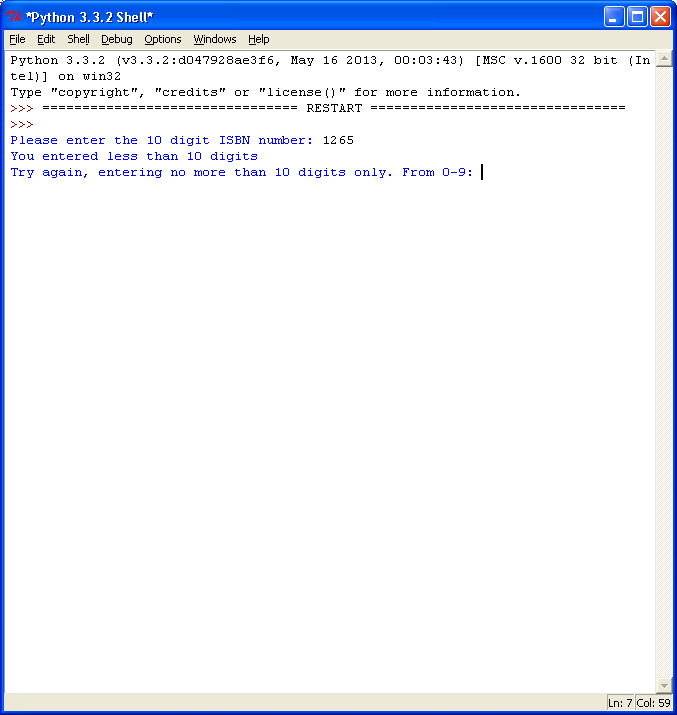 *Python 3.3.2 Shell*
File Edit Shell Debug Options Windows Help
Python 3.3.2 (v3.3.2:d047928ae3f6, May 16 2013, 00:03:43) [MSC v.1600 32 bit (In
tel)] on win32
Type "copyright", "credits" or "license()" for more information.
>>> ================================ RESTART ================================
>>>
Please enter the 10 digit ISBN number: 1265
You entered less than 10 digits
Try again, entering no more than 10 digits only. From 0-9:
Ln: 7 Col: 59